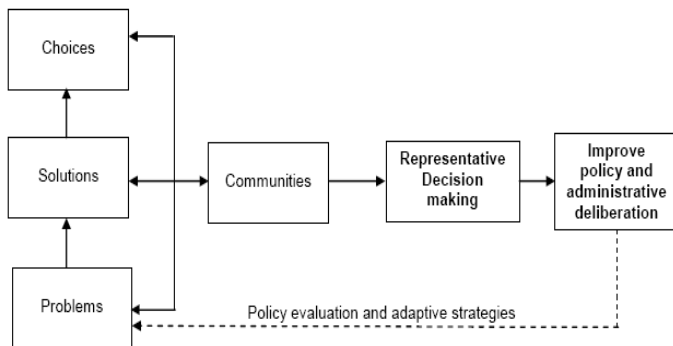 Choices
Solutions
Communities
Representative
Decision
making
Improve
policy and
administrative
deliberation
Problems
Policy evaluation and adaptive strategies